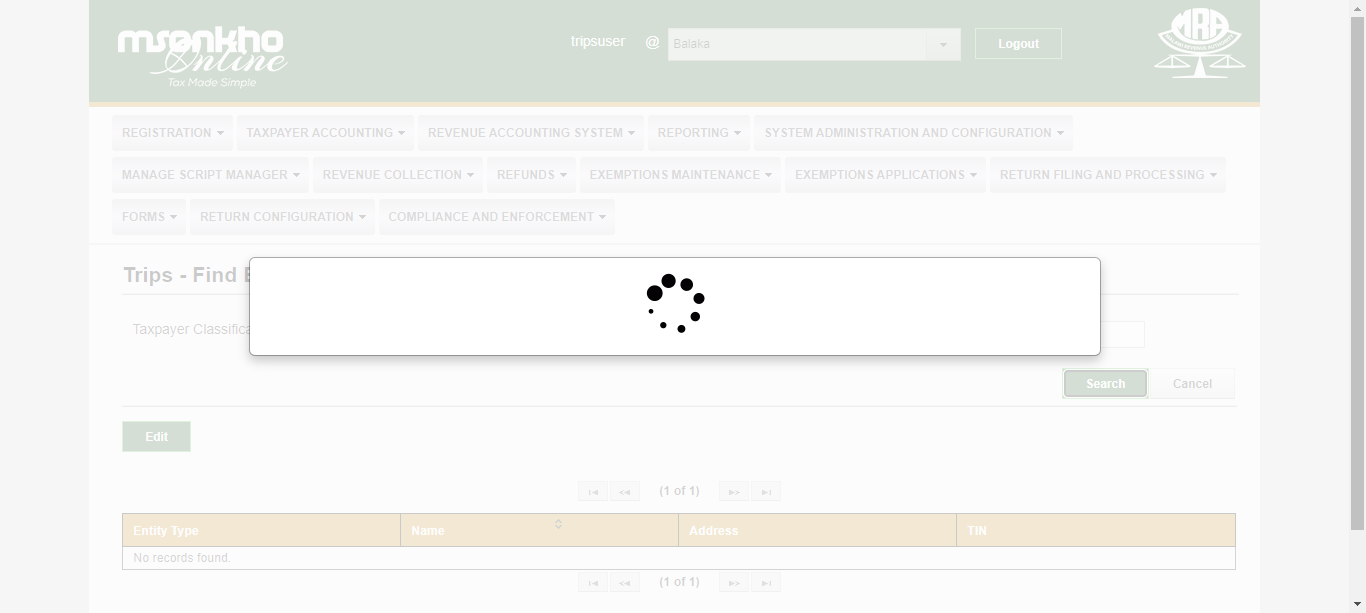 msonkho
Online
Tax Made Simple
tripsuser @ Balaka Logout
MRA
REGISTRATION TAXPAYER ACCOUNTING REVENUE ACCOUNTING SYSTEM REPORTING SYSTEM ADMINISTRATION AND CONFIGURATION
MANAGE SCRIPT MANAGER REVENUE COLLECTION REFUNDS EXEMPTIONS MAINTENANCE EXEMPTIONS APPLICATIONS RETURN FILING AND PROCESSING
FORMS RETURN CONFIGURATION COMPLIANCE AND ENFORCEMENT
Trips - Find
Taxpayer
Search Cancel
Edit
(1 of 1)
Entity Type Name Address TIN
No records found.
(1 of 1)